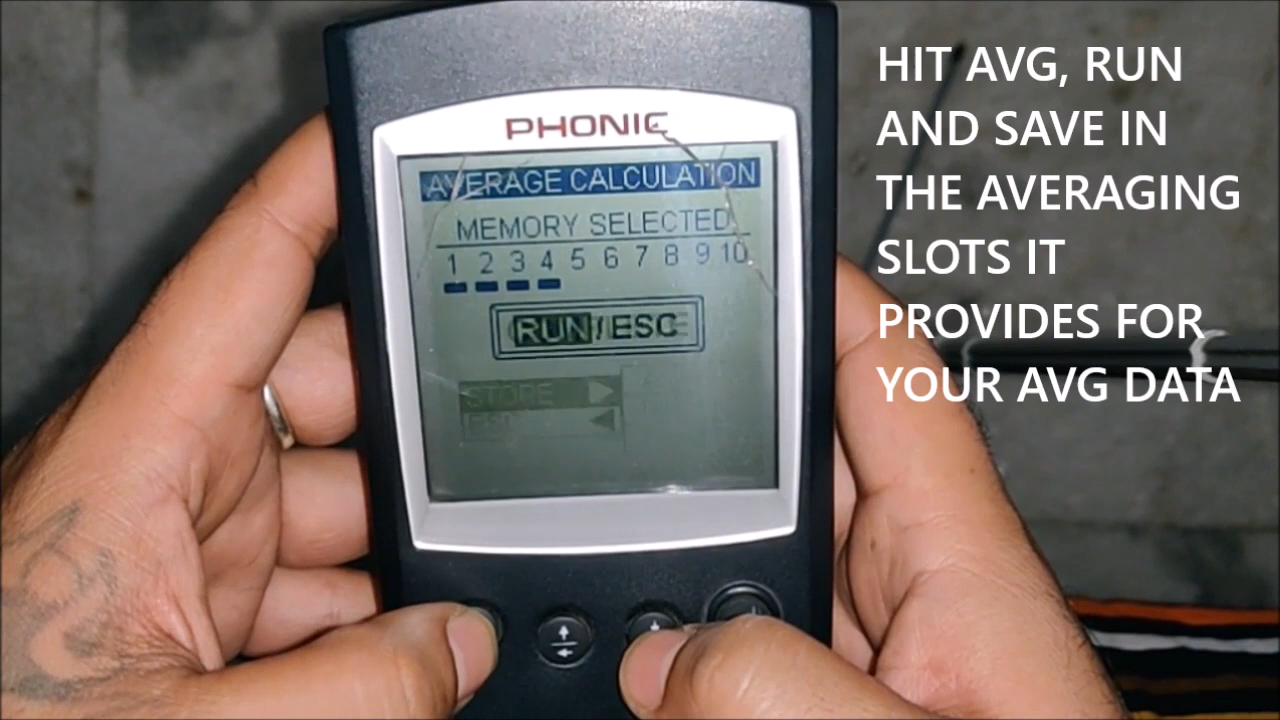 PHONIC
AVERAGE CALCULATION
MEMORY SELECTED
1 2 3 4 5 6 7 8 9 10
RUN / ESC
STORE
HIT AVG, RUN
AND SAVE IN
THE AVERAGING
SLOTS IT
PROVIDES FOR
YOUR AVG DATA